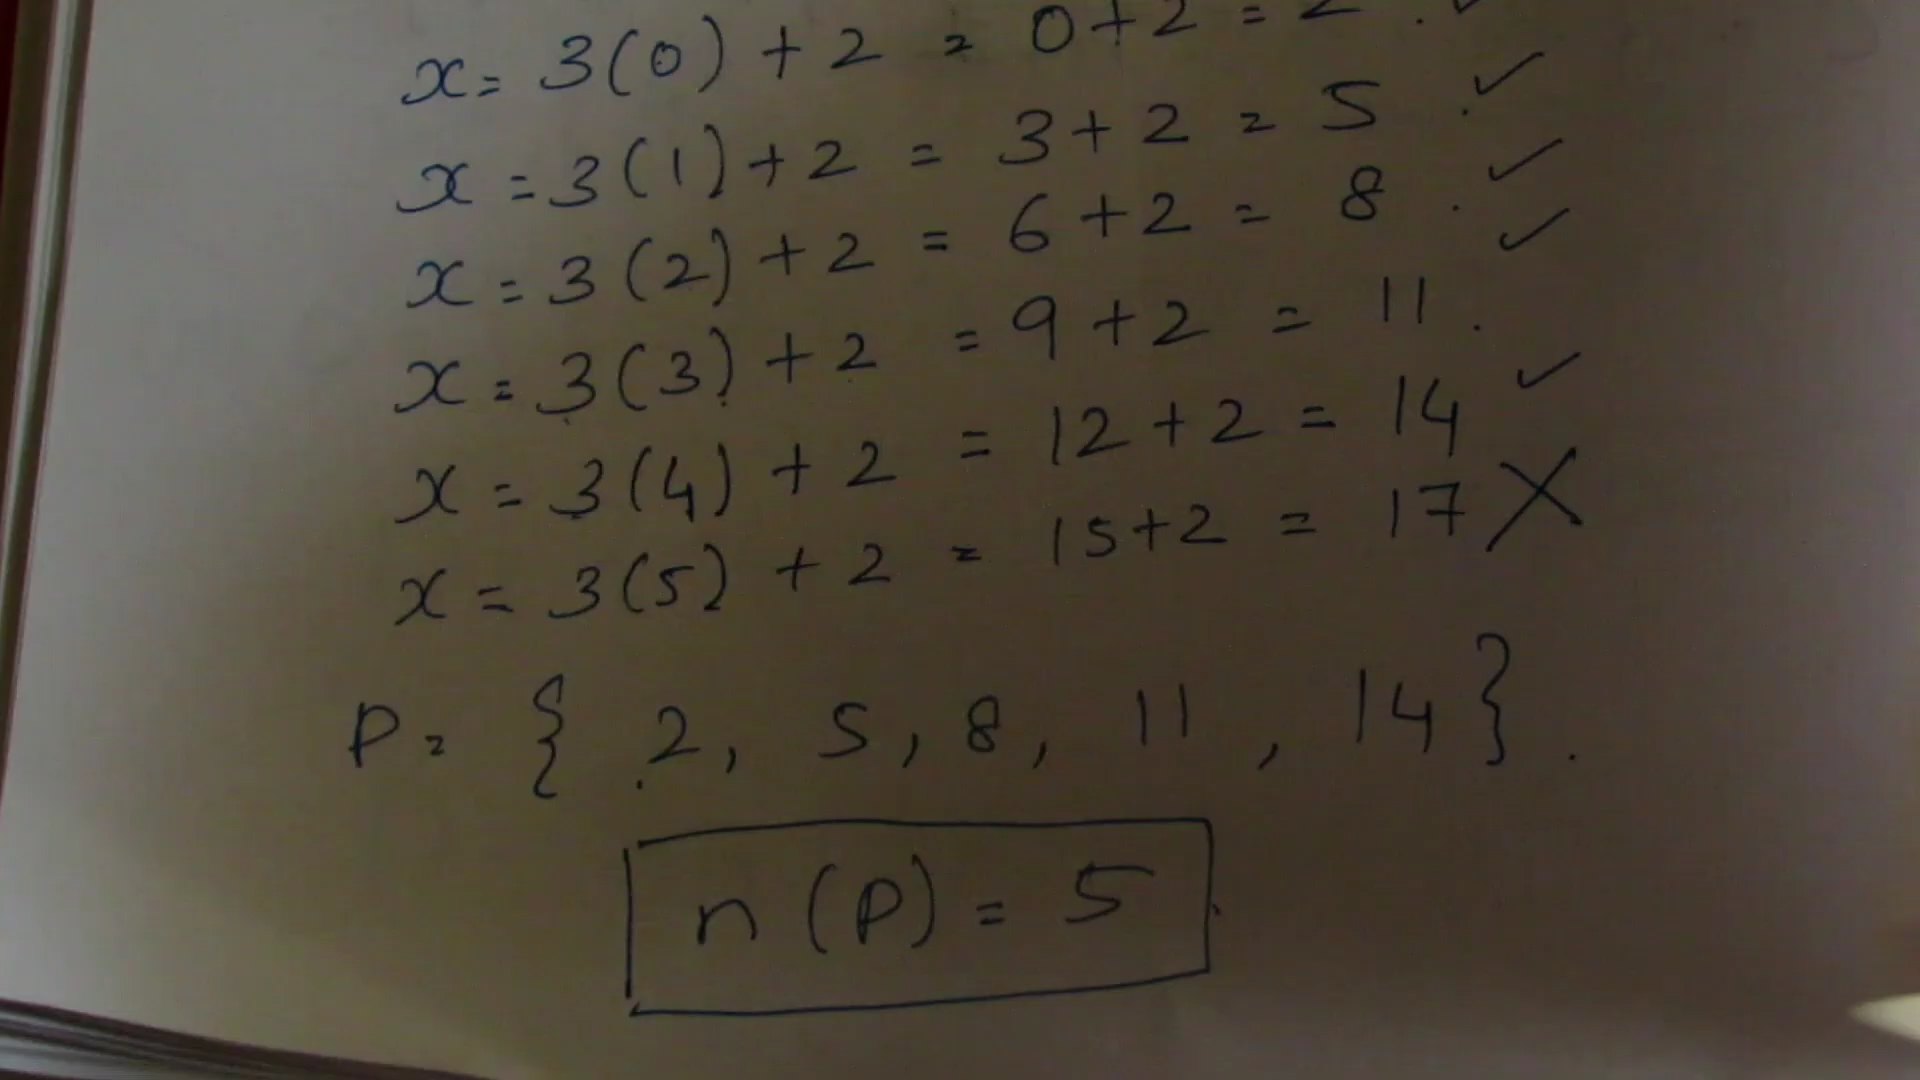 x = 3(0) + 2 = 0+2 = 2 . ✓
x = 3(1) + 2 = 3+2 = 5 . ✓
x = 3(2) + 2 = 6+2 = 8 . ✓
x = 3(3) + 2 = 9+2 = 11 . ✓
x = 3(4) + 2 = 12+2 = 14 ✓
x = 3(5) + 2 = 15+2 = 17 X
P = { 2, 5, 8, 11, 14 } .
n (P) = 5